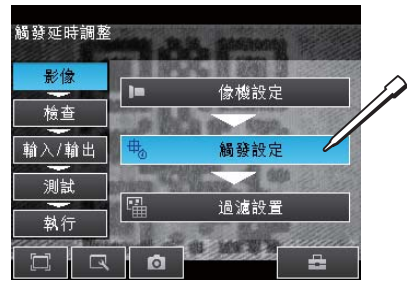 觸發延時調整
影像
檢查
輸入/輸出
測試
執行
像機設定
觸發設定
過濾設置